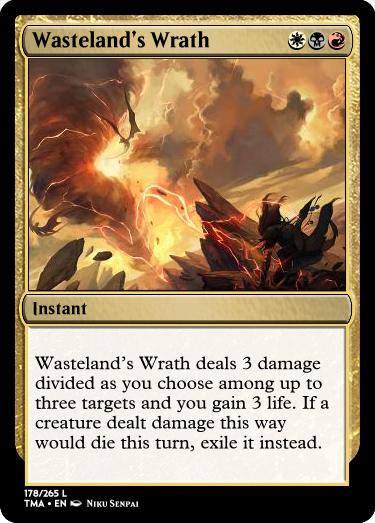 Wasteland's Wrath
Instant
Wasteland's Wrath deals 3 damage
divided as you choose among up to
three targets and you gain 3 life. If a
creature dealt damage this way
would die this turn, exile it instead.
178/265 L
TMA • EN Niku Senpai